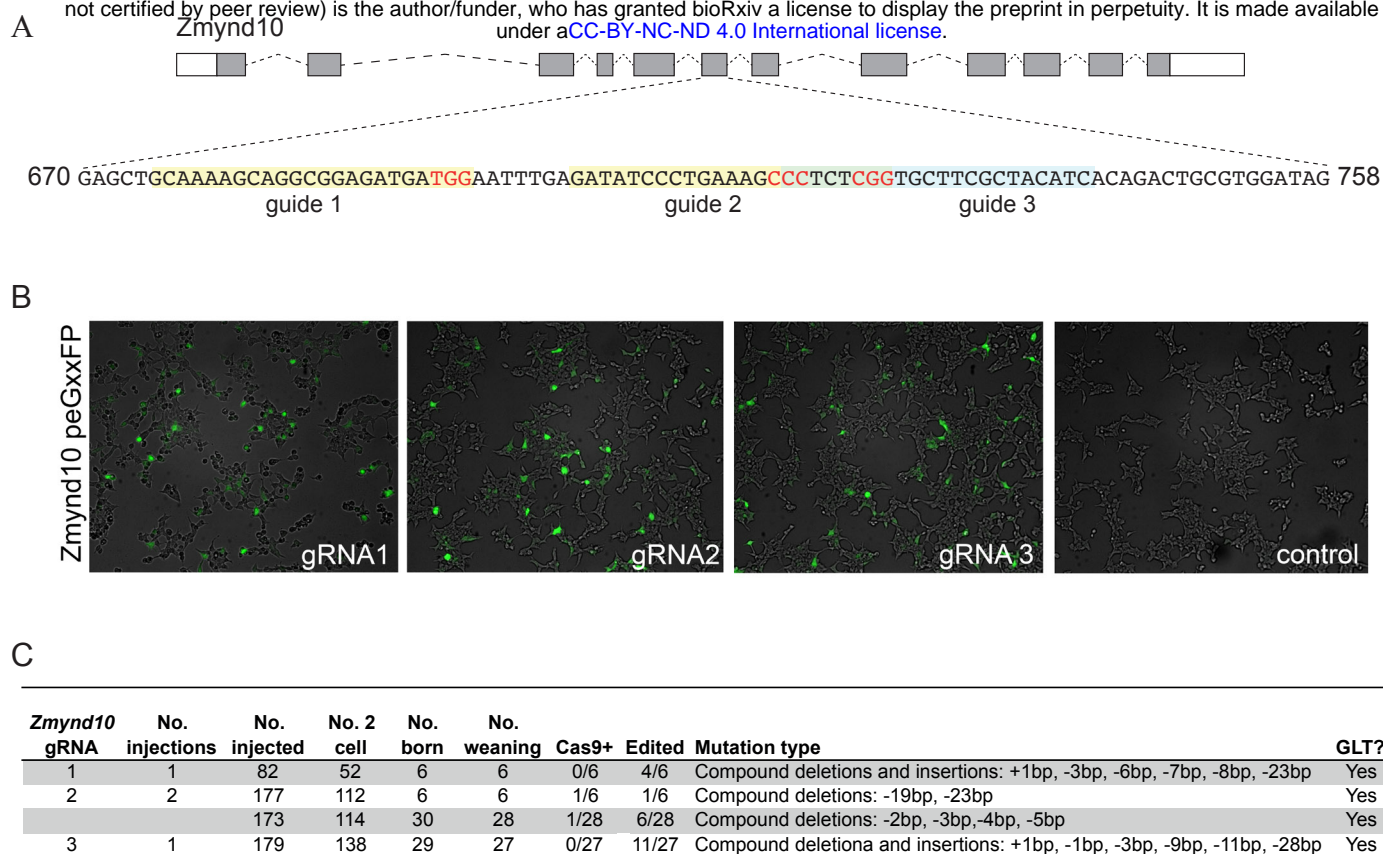 not certified by peer review) is the author/funder, who has granted bioRxiv a license to display the preprint in perpetuity. It is made available
under aCC-BY-NC-ND 4.0 International license.
A
Zmynd10
670 GAGCTGCAAAAGCAGGCGGAGATGATGGAATTTGAGATATCCCTGAAAGCCCTCTCGGTGCTTCGCTACATCACAGACTGCGTGGATAG 758
guide 1 guide 2 guide 3
B
Zmynd10 peGxxFP
gRNA1 gRNA2 gRNA 3 control
C
Zmynd10 No. No. No. 2 No. No.
gRNA injections injected cell born weaning Cas9+ Edited Mutation type GLT?
1 1 82 52 6 6 0/6 4/6 Compound deletions and insertions: +1bp, -3bp, -6bp, -7bp, -8bp, -23bp Yes
2 2 177 112 6 6 1/6 1/6 Compound deletions: -19bp, -23bp Yes
173 114 30 28 1/28 6/28 Compound deletions: -2bp, -3bp,-4bp, -5bp Yes
3 1 179 138 29 27 0/27 11/27 Compound deletiona and insertions: +1bp, -1bp, -3bp, -9bp, -11bp, -28bp Yes